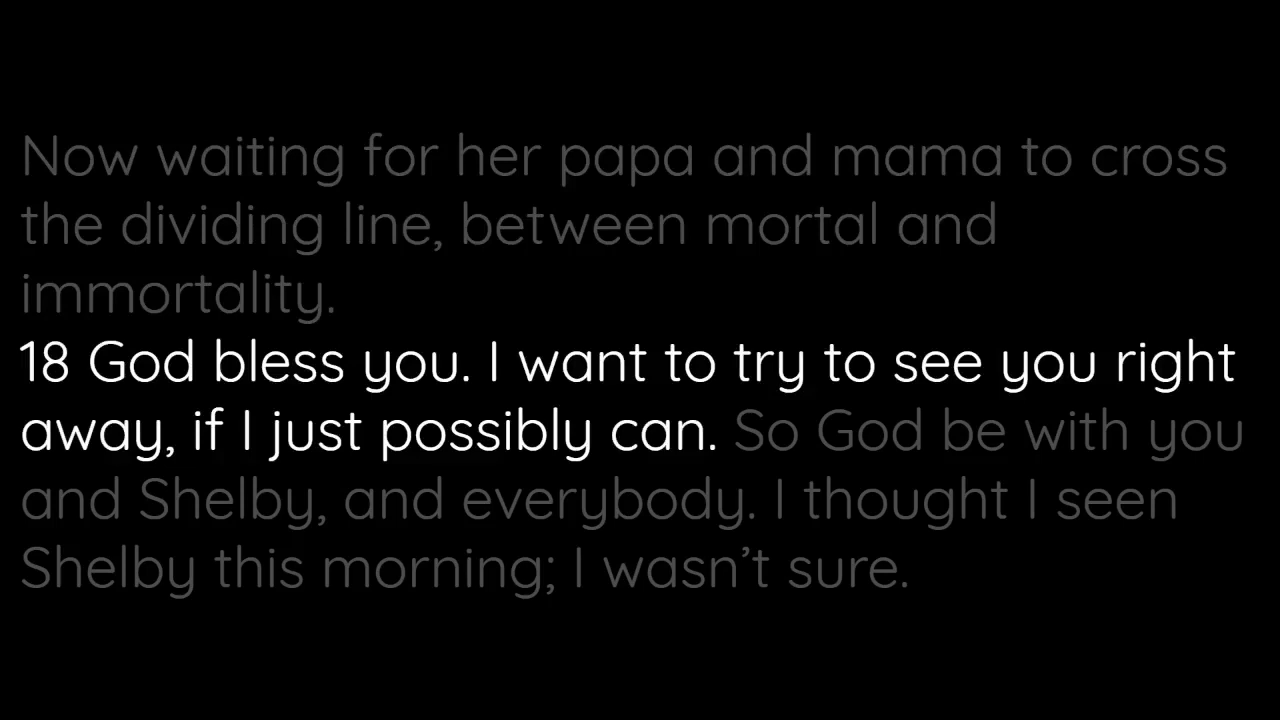 Now waiting for her papa and mama to cross
the dividing line, between mortal and
immortality.
18 God bless you. I want to try to see you right
away, if I just possibly can. So God be with you
and Shelby, and everybody. I thought I seen
Shelby this morning; I wasn’t sure.